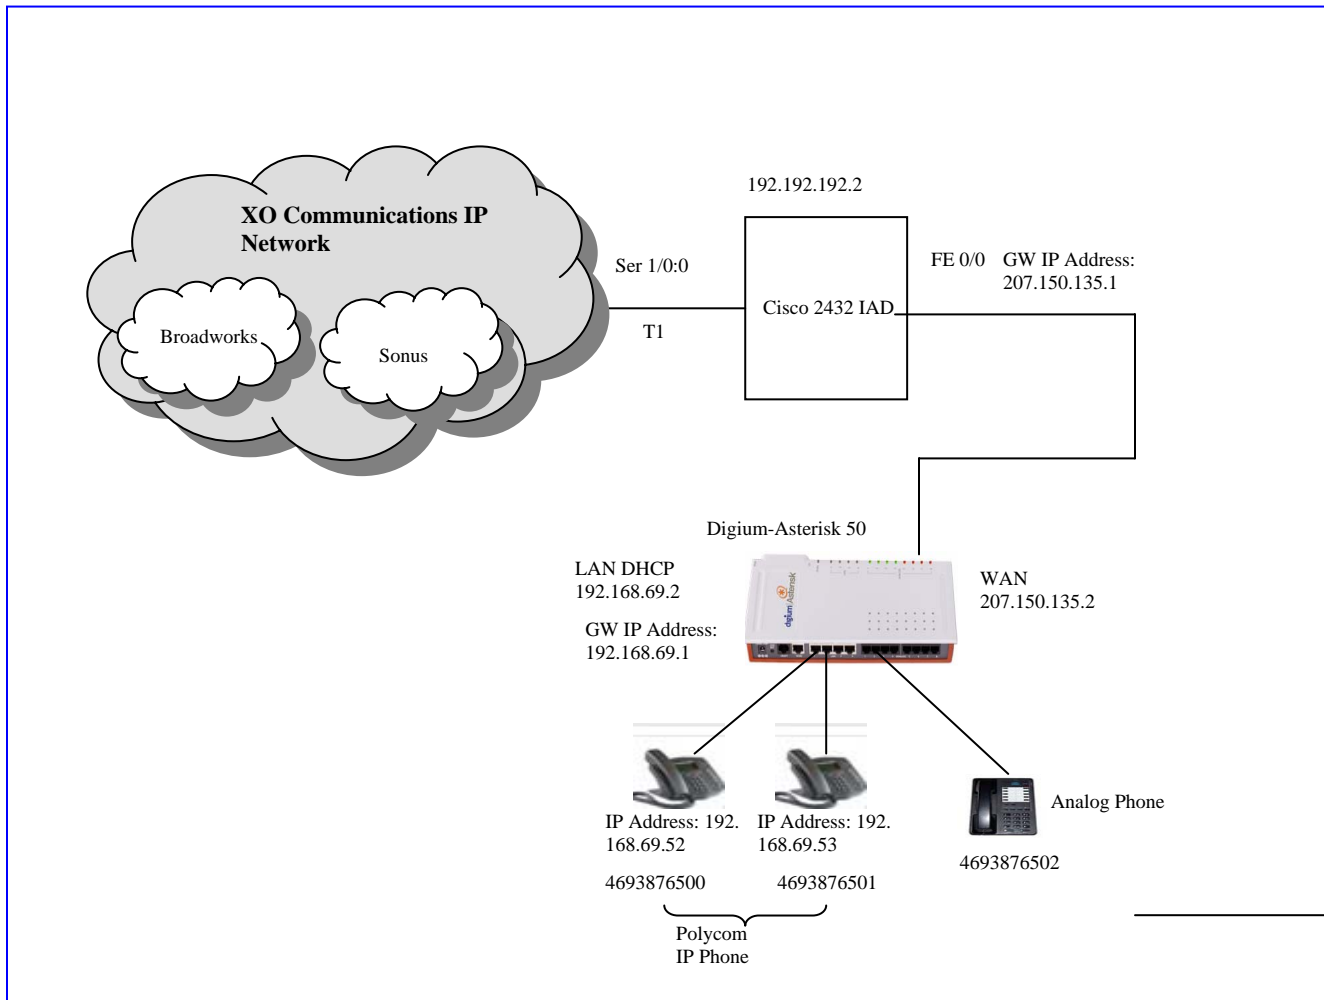 192.192.192.2
XO Communications IP
Network
Ser 1/0:0
FE 0/0
GW IP Address:
207.150.135.1
Cisco 2432 IAD
T1
Broadworks
Sonus
Digium-Asterisk 50
LAN DHCP
192.168.69.2
WAN
207.150.135.2
GW IP Address:
192.168.69.1
digium Asterisk
IP Address: 192.
168.69.52
IP Address: 192.
168.69.53
Analog Phone
4693876500
4693876501
4693876502
Polycom
IP Phone